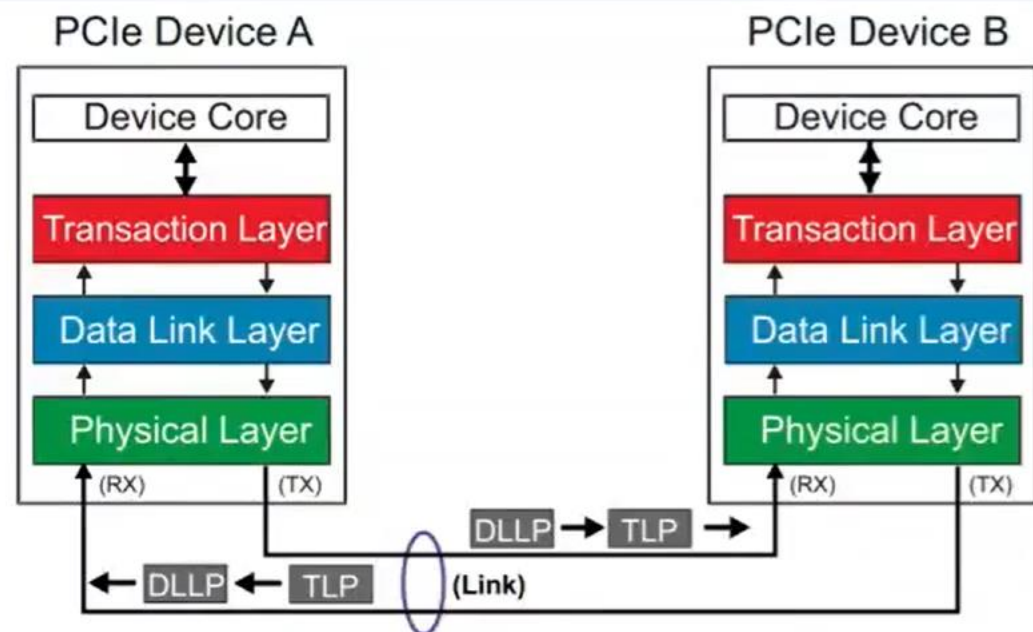 PCIe Device A
Device Core
Transaction Layer
Data Link Layer
Physical Layer
(RX)
(TX)
PCIe Device B
Device Core
Transaction Layer
Data Link Layer
Physical Layer
(RX)
(TX)
DLLP
TLP
DLLP
TLP
(Link)